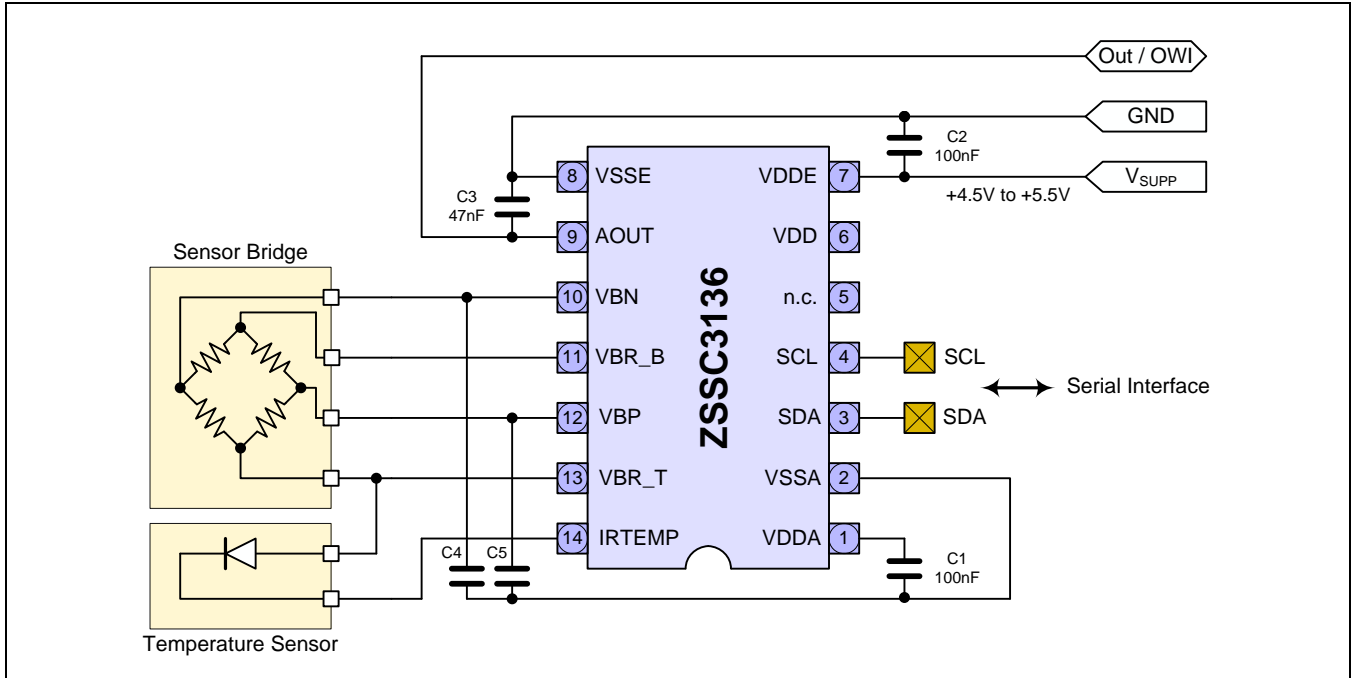 Out / OWI
GND
C2
100nF
V_SUPP
+4.5V to +5.5V
8 VSSE
VDDE 7
C3
47nF
9 AOUT
VDD 6
Sensor Bridge
10 VBN
n.c. 5
ZSSC3136
11 VBR_B
SCL 4
SCL
Serial Interface
12 VBP
SDA 3
SDA
13 VBR_T
VSSA 2
14 IRTEMP
VDDA 1
C4
C5
C1
100nF
Temperature Sensor